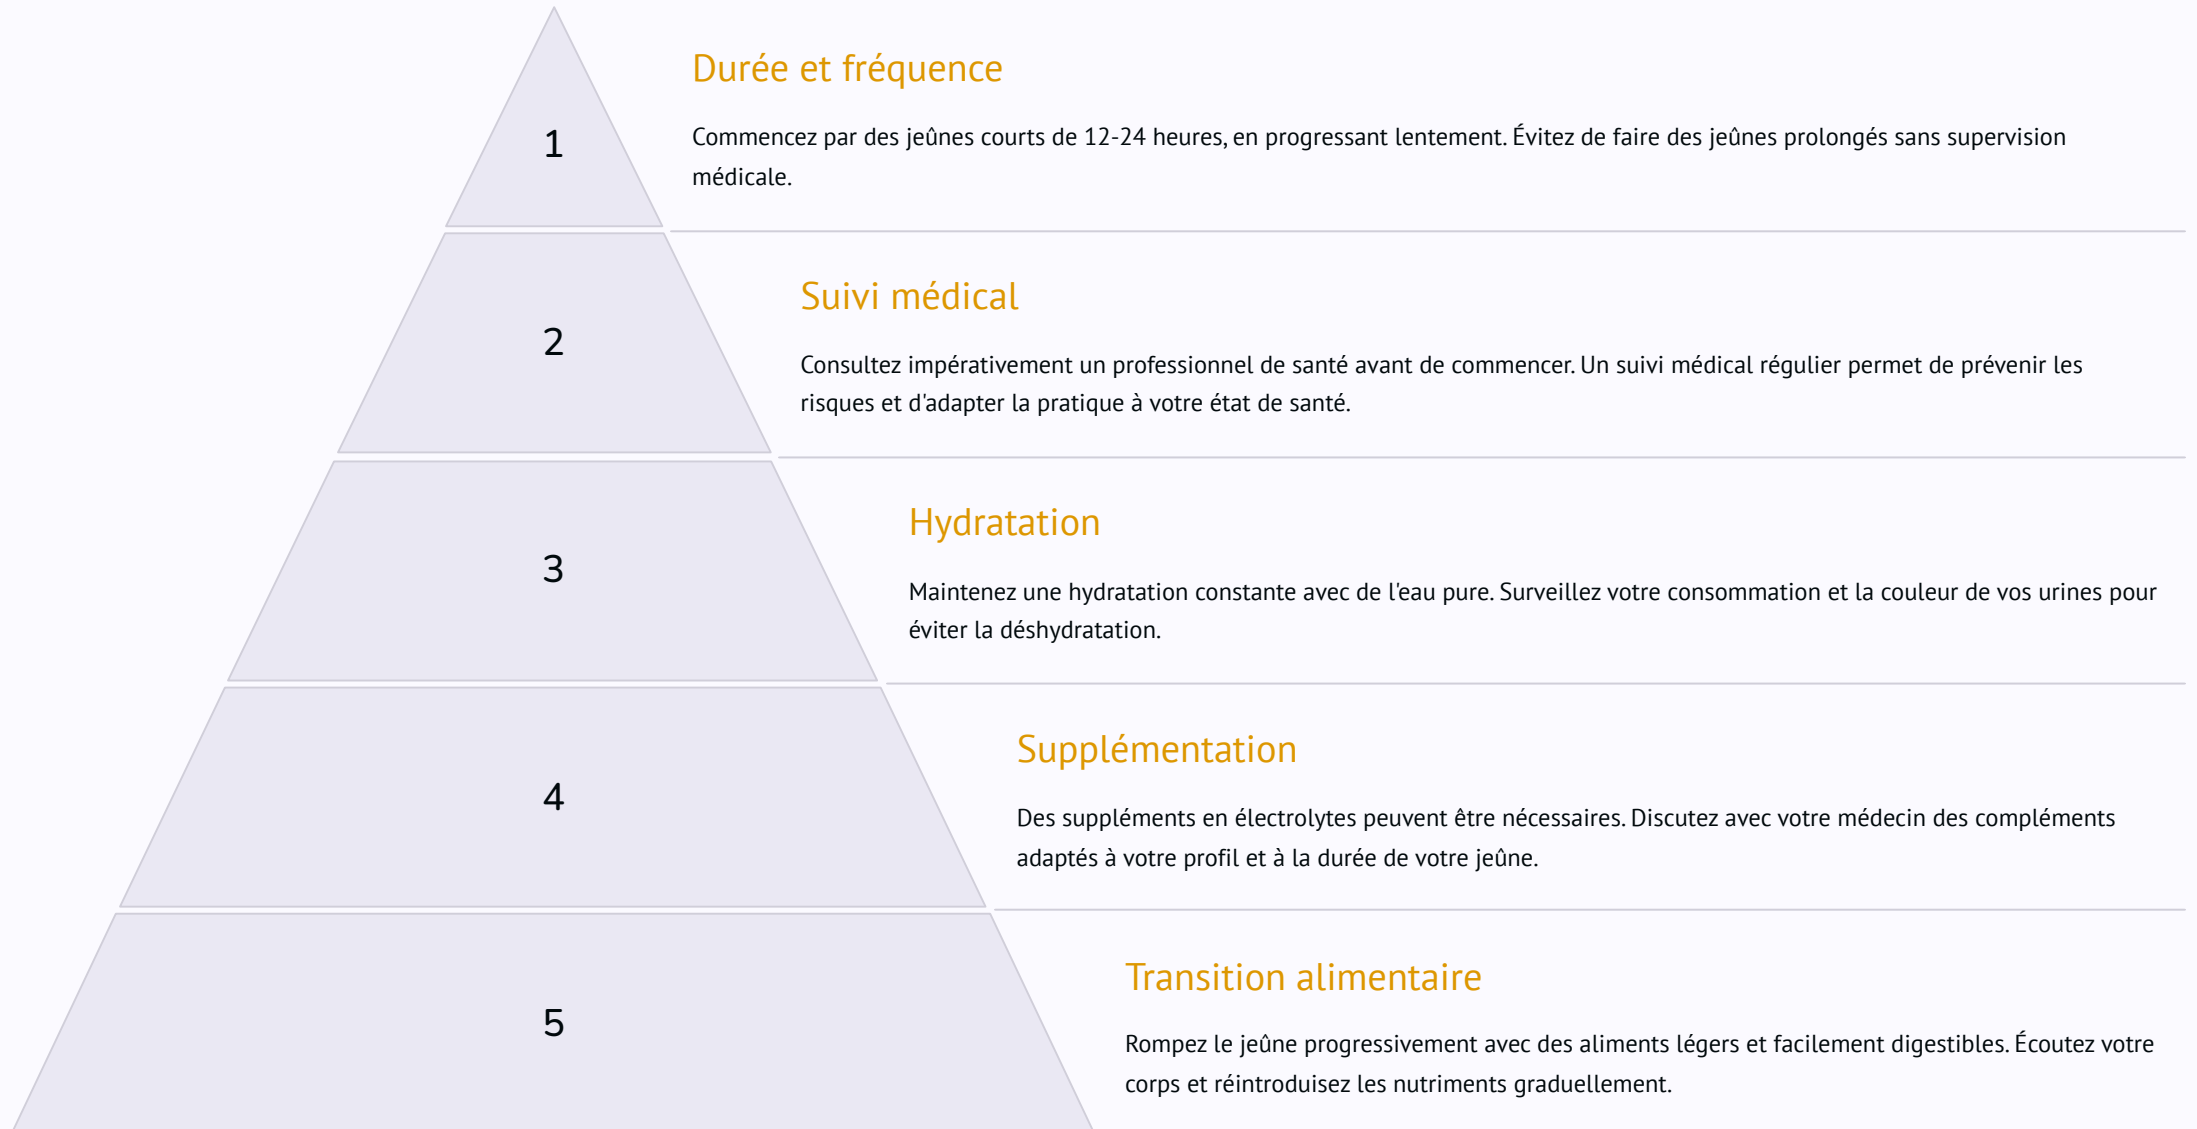 1
Durée et fréquence
Commencez par des jeûnes courts de 12-24 heures, en progressant lentement. Évitez de faire des jeûnes prolongés sans supervision
médicale.
2
Suivi médical
Consultez impérativement un professionnel de santé avant de commencer. Un suivi médical régulier permet de prévenir les
risques et d'adapter la pratique à votre état de santé.
3
Hydratation
Maintenez une hydratation constante avec de l'eau pure. Surveillez votre consommation et la couleur de vos urines pour
éviter la déshydratation.
4
Supplémentation
Des suppléments en électrolytes peuvent être nécessaires. Discutez avec votre médecin des compléments
adaptés à votre profil et à la durée de votre jeûne.
5
Transition alimentaire
Rompez le jeûne progressivement avec des aliments légers et facilement digestibles. Écoutez votre
corps et réintroduisez les nutriments graduellement.